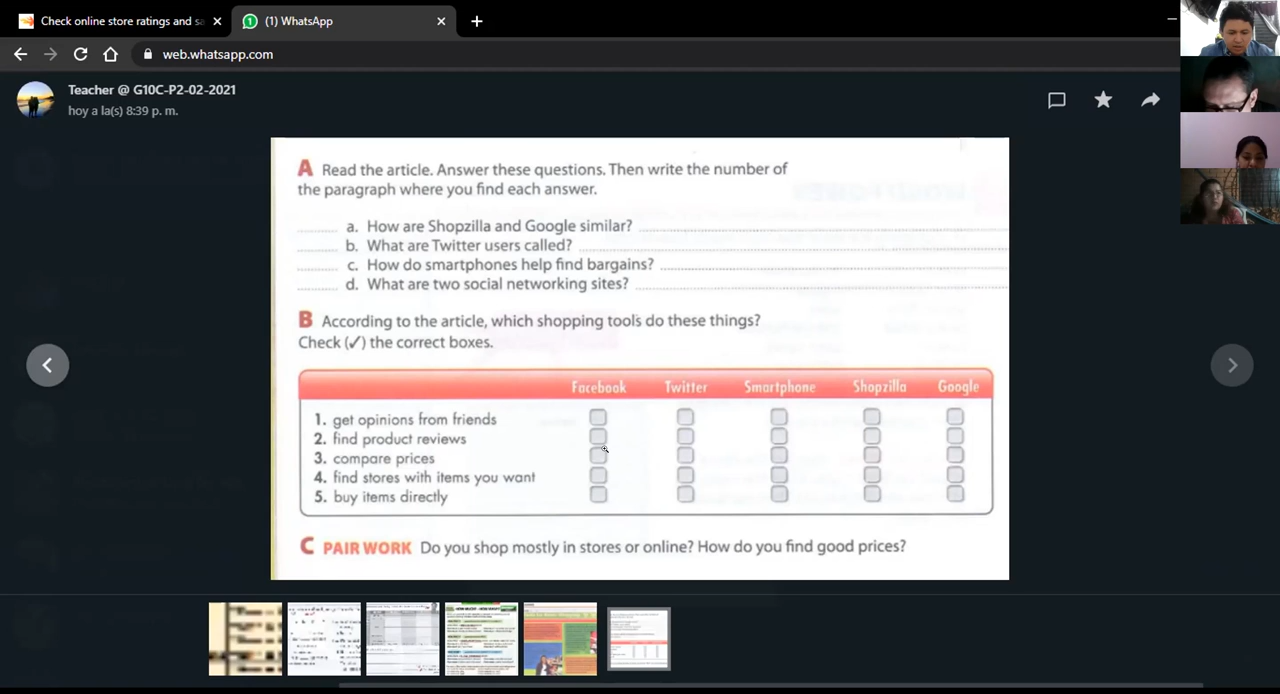 Check online store ratings and sa
(1) WhatsApp
web.whatsapp.com
Teacher @ G10C-P2-02-2021
hoy a la(s) 8:39 p. m.
A Read the article. Answer these questions. Then write the number of
the paragraph where you find each answer.
a. How are Shopzilla and Google similar?
b. What are Twitter users called?
c. How do smartphones help find bargains?
d. What are two social networking sites?
B According to the article, which shopping tools do these things?
Check (✓) the correct boxes.
Facebook Twitter Smartphone Shopzilla Google
1. get opinions from friends
2. find product reviews
3. compare prices
4. find stores with items you want
5. buy items directly
C PAIR WORK Do you shop mostly in stores or online? How do you find good prices?